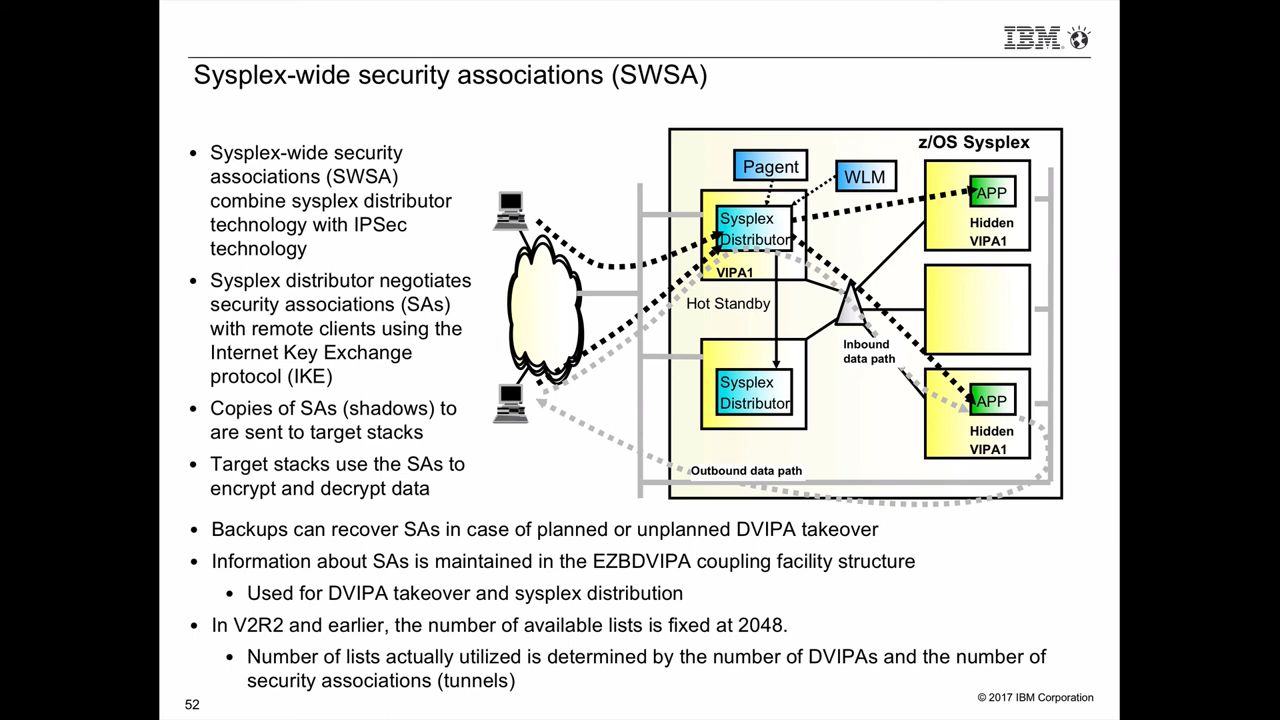 IBM
Sysplex-wide security associations (SWSA)
• Sysplex-wide security
associations (SWSA)
combine sysplex distributor
technology with IPSec
technology
• Sysplex distributor negotiates
security associations (SAs)
with remote clients using the
Internet Key Exchange
protocol (IKE)
• Copies of SAs (shadows) to
are sent to target stacks
• Target stacks use the SAs to
encrypt and decrypt data
z/OS Sysplex
Pagent
WLM
Sysplex
Distributor
VIPA1
APP
Hidden
VIPA1
Hot Standby
Inbound
data path
Sysplex
Distributor
APP
Hidden
VIPA1
Outbound data path
• Backups can recover SAs in case of planned or unplanned DVIPA takeover
• Information about SAs is maintained in the EZBDVIPA coupling facility structure
• Used for DVIPA takeover and sysplex distribution
• In V2R2 and earlier, the number of available lists is fixed at 2048.
• Number of lists actually utilized is determined by the number of DVIPAs and the number of
security associations (tunnels)
52
© 2017 IBM Corporation